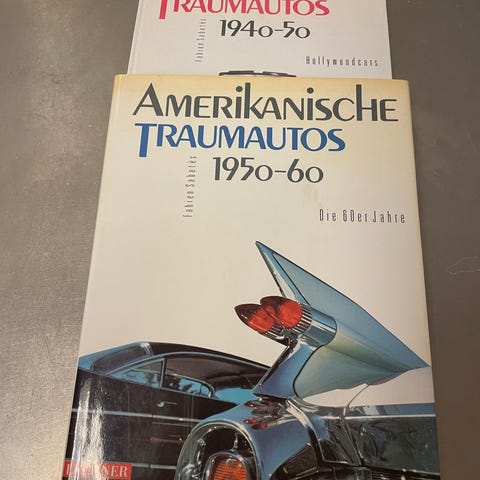 TRAUMAUTOS
1940-50
Fabien Sabatès
Hollywoodcars
AMERIKANISCHE
TRAUMAUTOS
1950-60
Fabien Sabatès
Die 60er Jahre